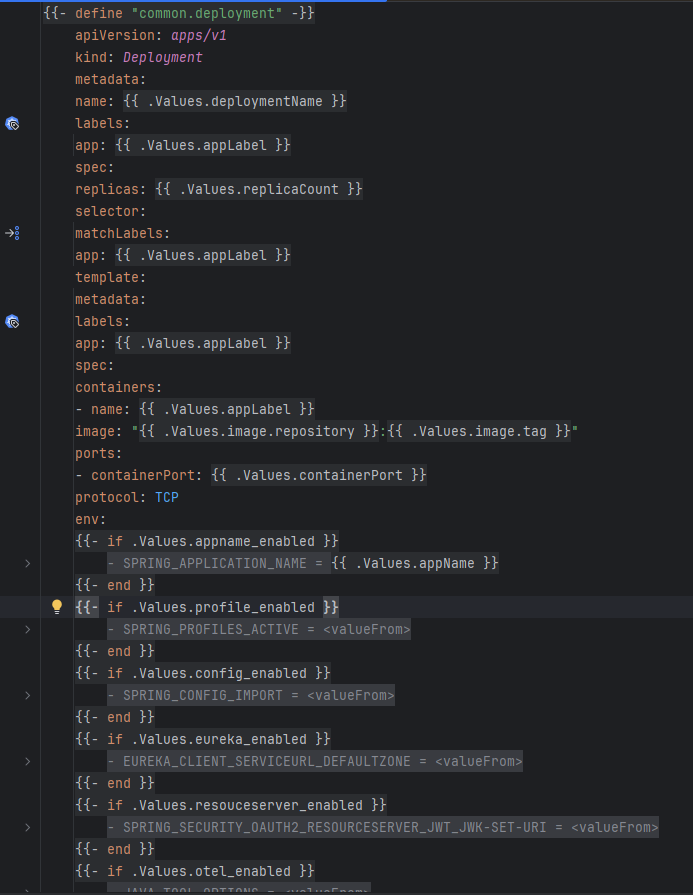 {{- define "common.deployment" -}}
apiVersion: apps/v1
kind: Deployment
metadata:
name: {{ .Values.deploymentName }}
labels:
app: {{ .Values.appLabel }}
spec:
replicas: {{ .Values.replicaCount }}
selector:
matchLabels:
app: {{ .Values.appLabel }}
template:
metadata:
labels:
app: {{ .Values.appLabel }}
spec:
containers:
- name: {{ .Values.appLabel }}
image: "{{ .Values.image.repository }}:{{ .Values.image.tag }}"
ports:
- containerPort: {{ .Values.containerPort }}
protocol: TCP
env:
{{- if .Values.appname_enabled }}
- SPRING_APPLICATION_NAME = {{ .Values.appName }}
{{- end }}
{{- if .Values.profile_enabled }}
- SPRING_PROFILES_ACTIVE = <valueFrom>
{{- end }}
{{- if .Values.config_enabled }}
- SPRING_CONFIG_IMPORT = <valueFrom>
{{- end }}
{{- if .Values.eureka_enabled }}
- EUREKA_CLIENT_SERVICEURL_DEFAULTZONE = <valueFrom>
{{- end }}
{{- if .Values.resouceserver_enabled }}
- SPRING_SECURITY_OAUTH2_RESOURCESERVER_JWT_JWK-SET-URI = <valueFrom>
{{- end }}
{{- if .Values.otel_enabled }}
- JAVA_TOOL_OPTIONS = <valueFrom>